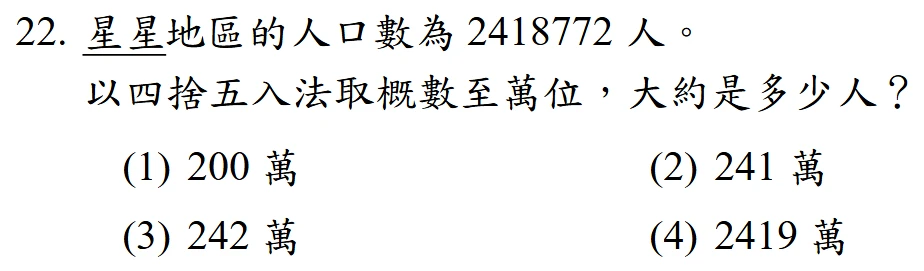 22. 星星地區的人口數為 2418772 人。
以四捨五入法取概數至萬位，大約是多少人？
(1) 200 萬 (2) 241 萬
(3) 242 萬 (4) 2419 萬